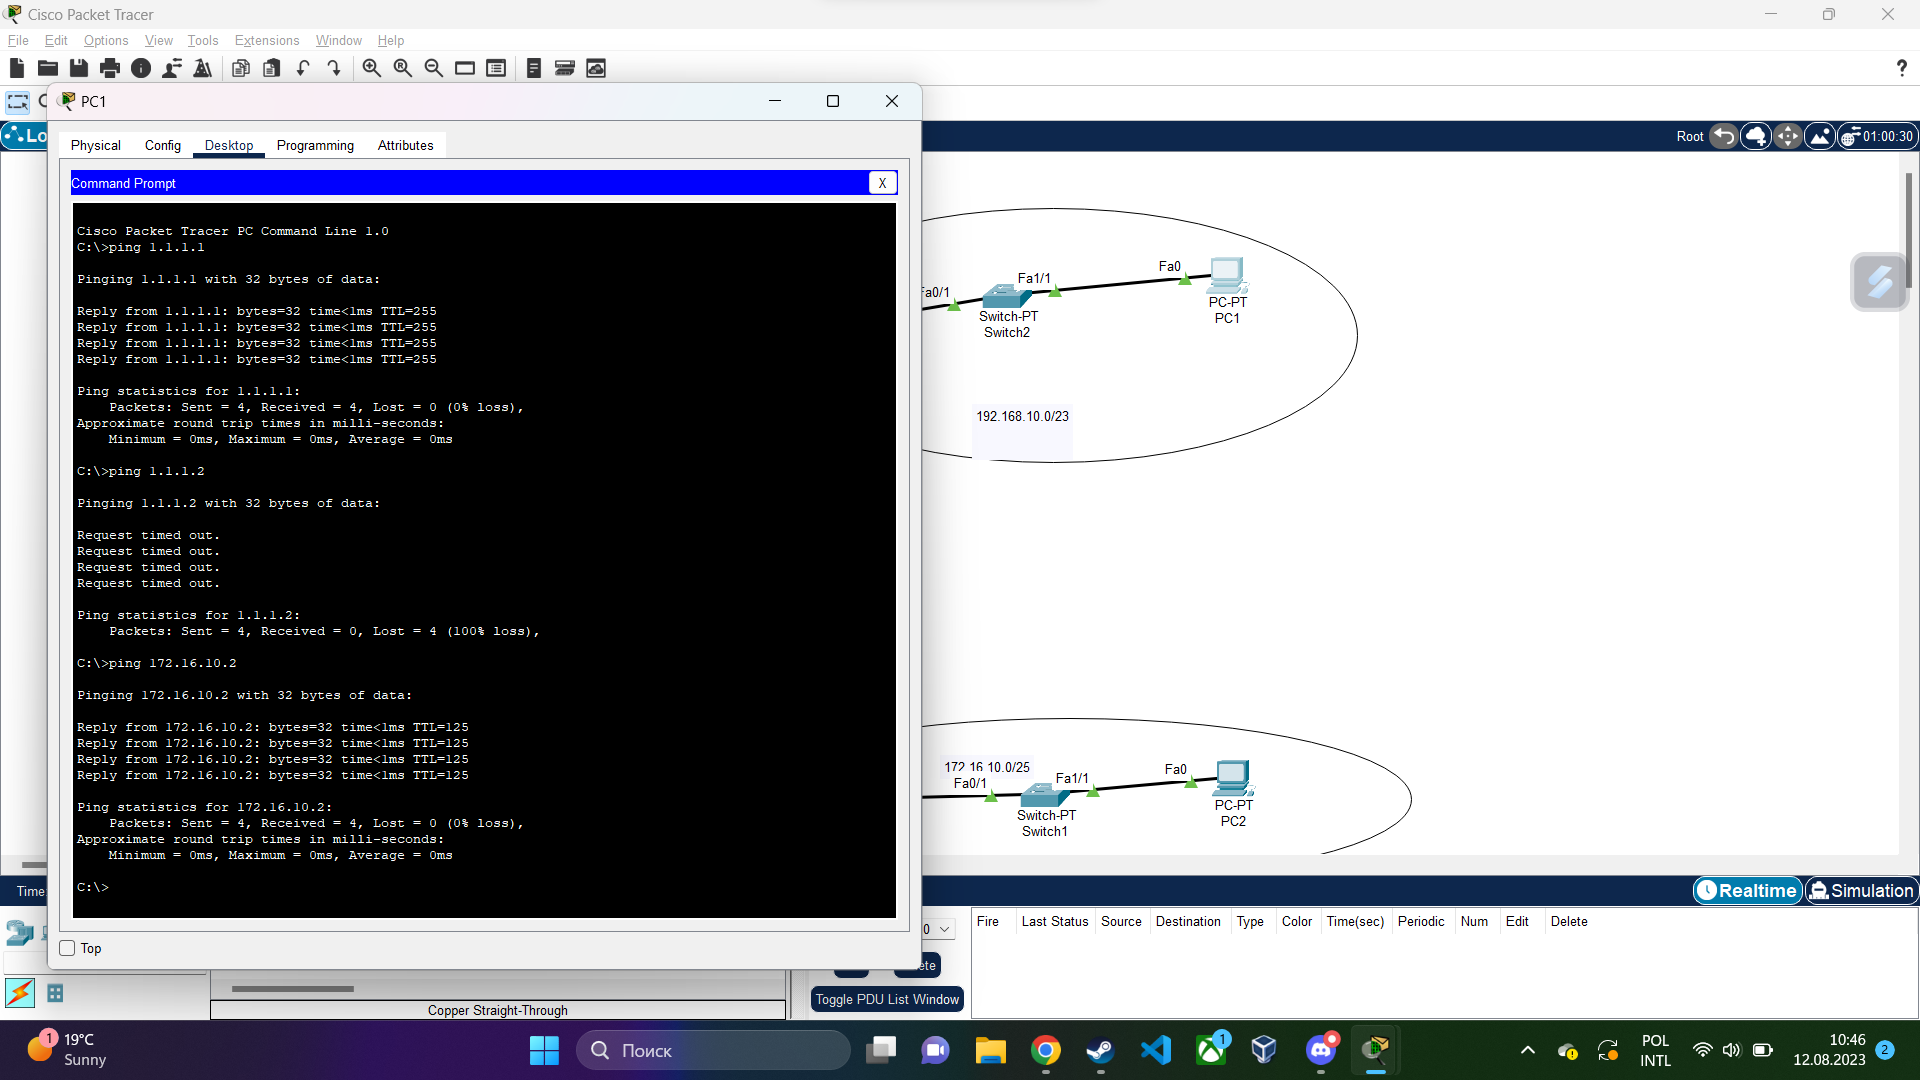 Cisco Packet Tracer
File Edit Options View Tools Extensions Window Help
?
PC1
Lo
Root
01:00:30
Physical Config Desktop Programming Attributes
Command Prompt
X
Cisco Packet Tracer PC Command Line 1.0
C:\>ping 1.1.1.1
Pinging 1.1.1.1 with 32 bytes of data:
Reply from 1.1.1.1: bytes=32 time<1ms TTL=255
Reply from 1.1.1.1: bytes=32 time<1ms TTL=255
Reply from 1.1.1.1: bytes=32 time<1ms TTL=255
Reply from 1.1.1.1: bytes=32 time<1ms TTL=255
Ping statistics for 1.1.1.1:
Packets: Sent = 4, Received = 4, Lost = 0 (0% loss),
Approximate round trip times in milli-seconds:
Minimum = 0ms, Maximum = 0ms, Average = 0ms
C:\>ping 1.1.1.2
Pinging 1.1.1.2 with 32 bytes of data:
Request timed out.
Request timed out.
Request timed out.
Request timed out.
Ping statistics for 1.1.1.2:
Packets: Sent = 4, Received = 0, Lost = 4 (100% loss),
C:\>ping 172.16.10.2
Pinging 172.16.10.2 with 32 bytes of data:
Reply from 172.16.10.2: bytes=32 time<1ms TTL=125
Reply from 172.16.10.2: bytes=32 time<1ms TTL=125
Reply from 172.16.10.2: bytes=32 time<1ms TTL=125
Reply from 172.16.10.2: bytes=32 time<1ms TTL=125
Ping statistics for 172.16.10.2:
Packets: Sent = 4, Received = 4, Lost = 0 (0% loss),
Approximate round trip times in milli-seconds:
Minimum = 0ms, Maximum = 0ms, Average = 0ms
C:\>
Top
Fa0
Fa1/1
Fa0/1
PC-PT
PC1
Switch-PT
Switch2
192.168.10.0/23
172.16.10.0/25
Fa0
Fa1/1
Fa0/1
PC-PT
PC2
Switch-PT
Switch1
Time:
Realtime
Simulation
0
Fire Last Status Source Destination Type Color Time(sec) Periodic Num Edit Delete
ete
Toggle PDU List Window
Copper Straight-Through
1
19°C
Sunny
Поиск
1
POL
INTL
10:46
12.08.2023
2